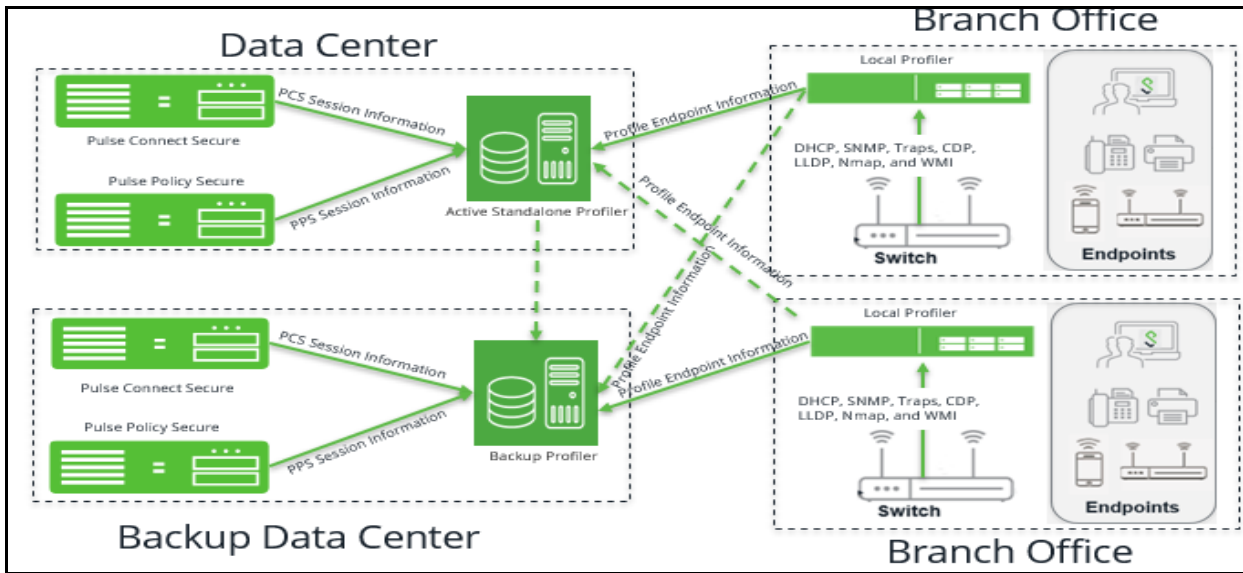 Data Center
Pulse Connect Secure
Pulse Policy Secure
PCS Session Information
PPS Session Information
Active Standalone Profiler
Profile Endpoint Information
Profile Endpoint Information
Profile Endpoint Information
Profile Endpoint Information
Branch Office
Local Profiler
DHCP, SNMP, Traps, CDP,
LLDP, Nmap, and WMI
Switch
Endpoints
Pulse Connect Secure
Pulse Policy Secure
PCS Session Information
PPS Session Information
Backup Profiler
Backup Data Center
Local Profiler
DHCP, SNMP, Traps, CDP,
LLDP, Nmap, and WMI
Switch
Endpoints
Branch Office